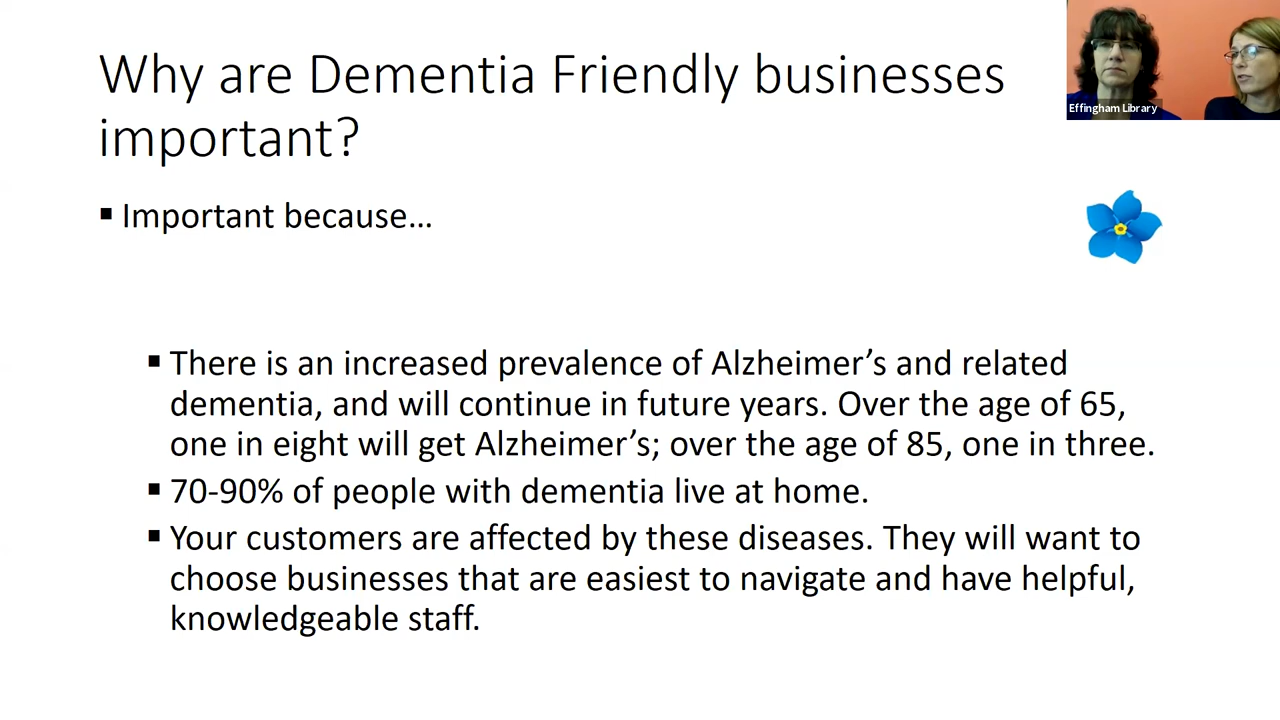 Why are Dementia Friendly businesses
important?
Effingham Library
▪ Important because…
▪ There is an increased prevalence of Alzheimer’s and related
dementia, and will continue in future years. Over the age of 65,
one in eight will get Alzheimer’s; over the age of 85, one in three.
▪ 70-90% of people with dementia live at home.
▪ Your customers are affected by these diseases. They will want to
choose businesses that are easiest to navigate and have helpful,
knowledgeable staff.